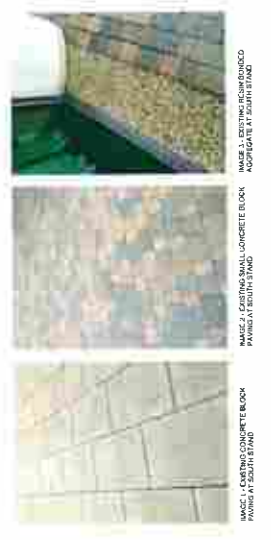 IMAGE 1 - EXISTING CONCRETE BLOCK
PAVING AT SOUTH STAND
IMAGE 2 - EXISTING SMALL CONCRETE BLOCK
PAVING AT SOUTH STAND
IMAGE 3 - EXISTING RESIN BONDED
AGGREGATE AT SOUTH STAND